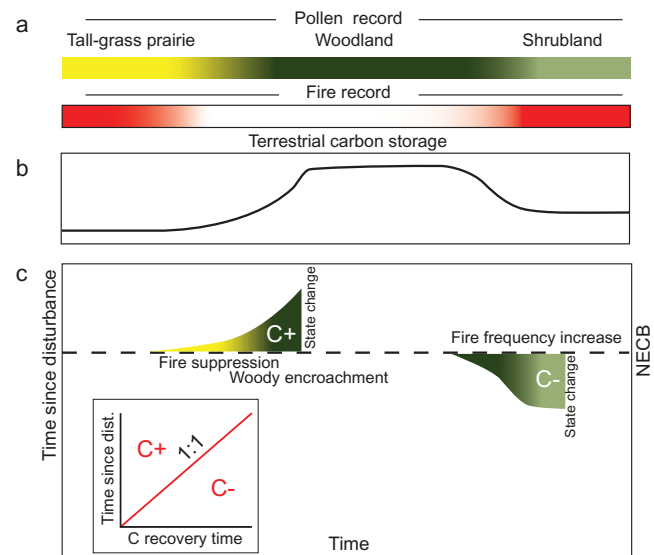 a
Pollen record
Tall-grass prairie Woodland Shrubland
Fire record
Terrestrial carbon storage
b
c
Time since disturbance
C+
State change
Fire suppression
Woody encroachment
Fire frequency increase
C-
State change
NECB
Time since dist.
C+
1:1
C-
C recovery time
Time